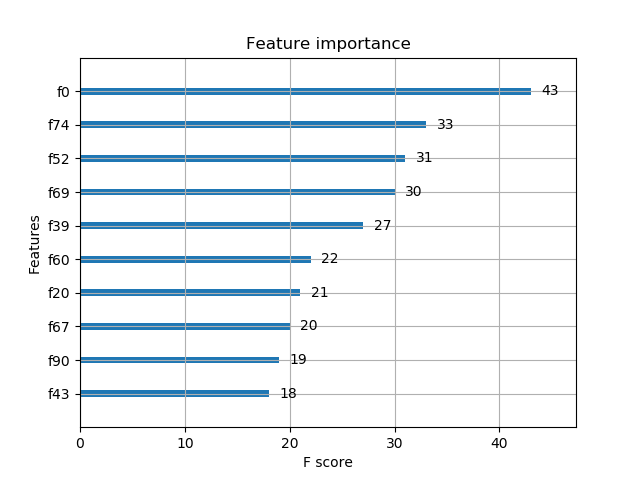 Feature importance
f0 43
f74 33
f52 31
f69 30
f39 27
f60 22
f20 21
f67 20
f90 19
f43 18
Features
0 10 20 30 40
F score